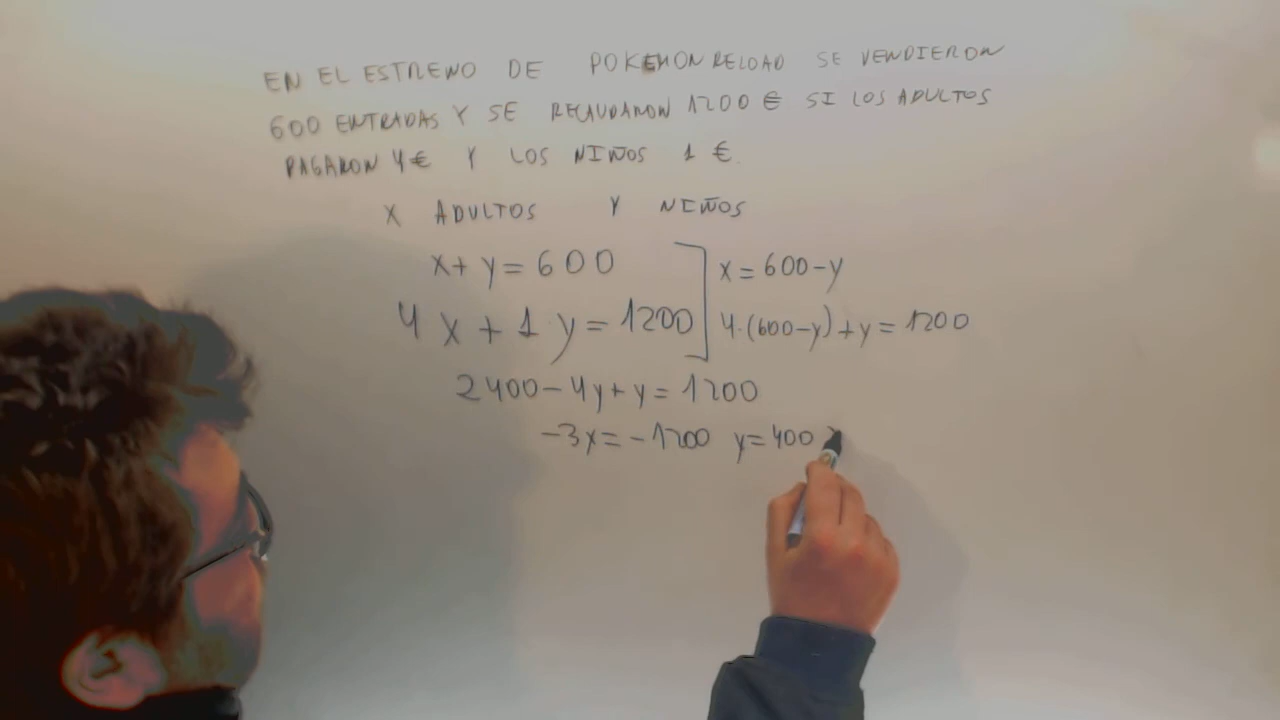 EN EL ESTRENO DE POKEMON RELOAD SE VENDIERON
600 ENTRADAS Y SE RECAUDARON 1200 € SI LOS ADULTOS
PAGARON 4€ Y LOS NIÑOS 1 €.
X ADULTOS Y NIÑOS
x+y=600 x=600-y
4x+1y=1200 4·(600-y)+y=1200
2400-4y+y=1200
-3y=-1200 y=400